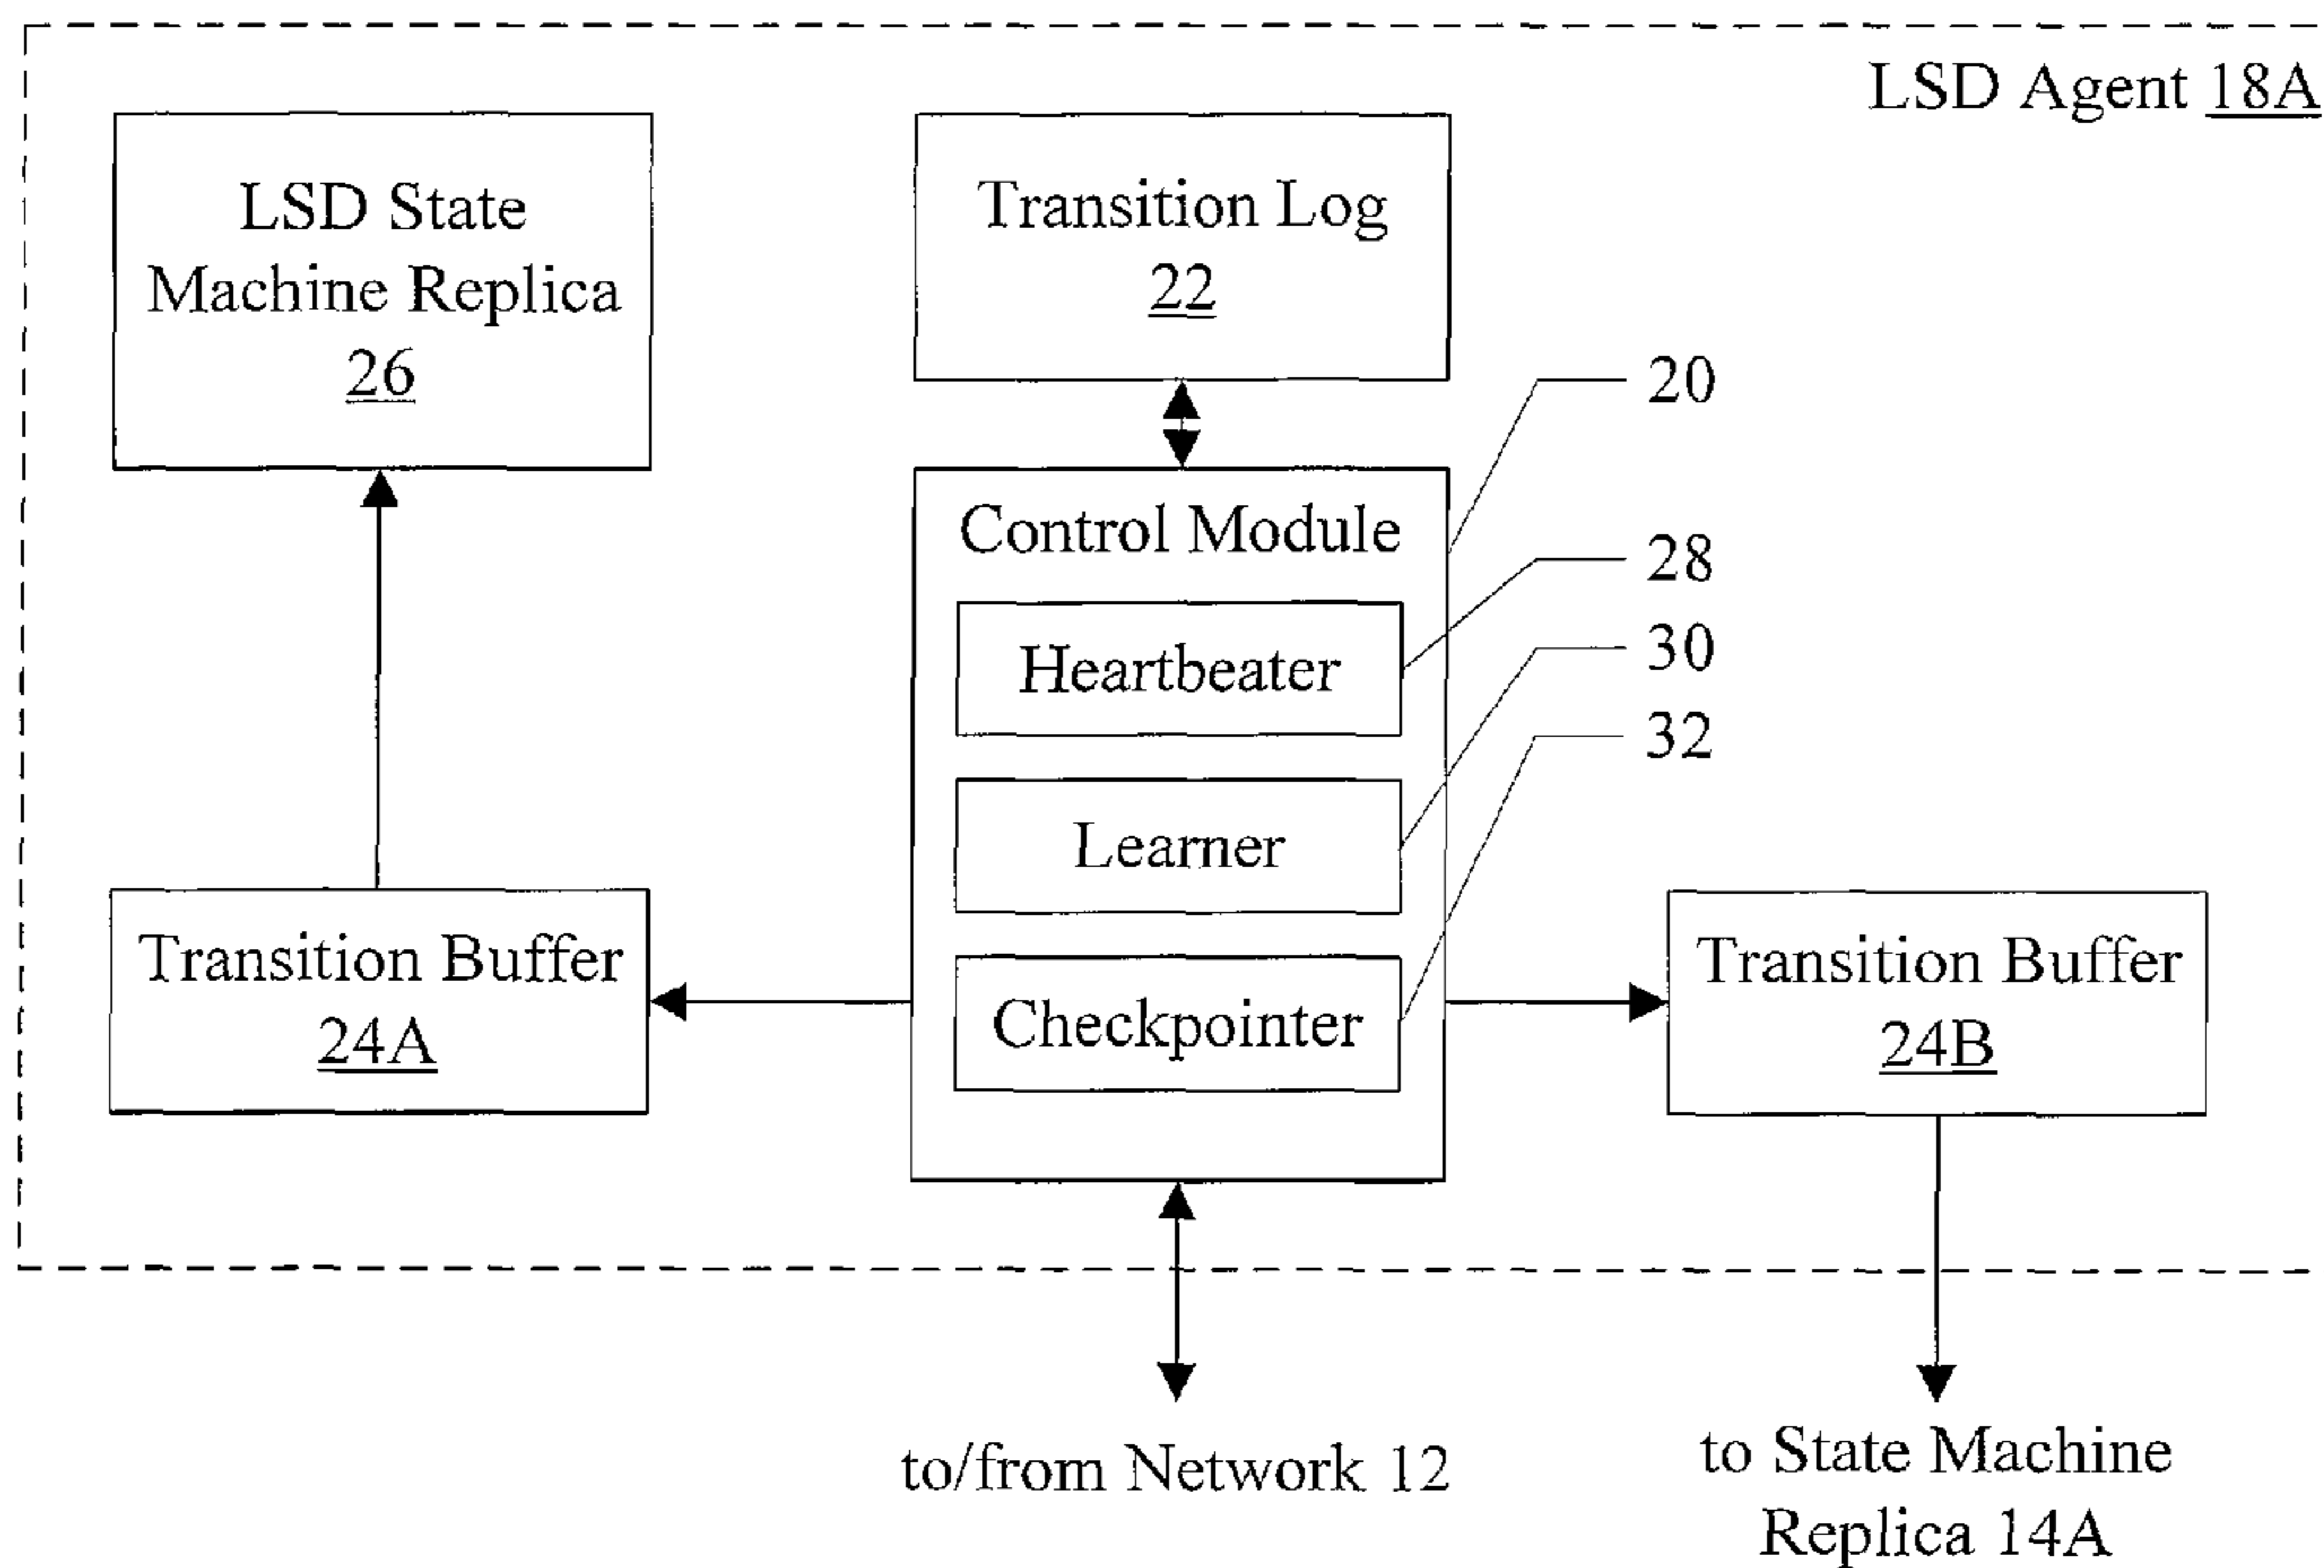 LSD Agent 18A
LSD State
Machine Replica
26
Transition Log
22
20
Control Module
28
Heartbeater
30
Learner
32
Checkpointer
Transition Buffer
24A
Transition Buffer
24B
to/from Network 12
to State Machine
Replica 14A